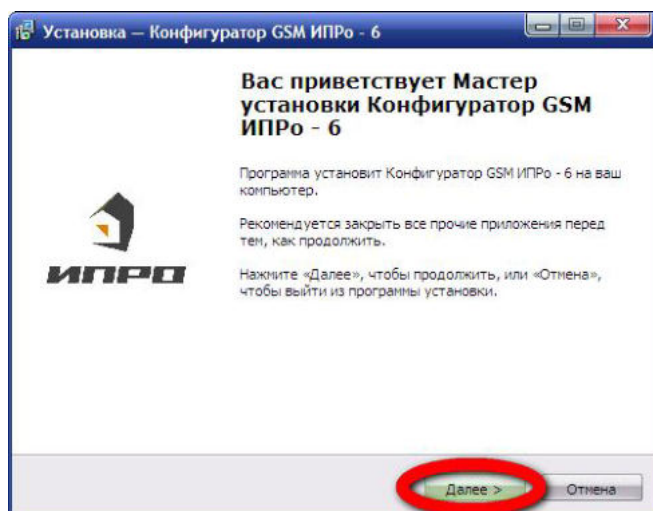 Установка — Конфигуратор GSM ИПРо - 6
Вас приветствует Мастер
установки Конфигуратор GSM
ИПРо - 6
Программа установит Конфигуратор GSM ИПРо - 6 на ваш
компьютер.
Рекомендуется закрыть все прочие приложения перед
тем, как продолжить.
Нажмите «Далее», чтобы продолжить, или «Отмена»,
чтобы выйти из программы установки.
ИПРО
Далее >
Отмена